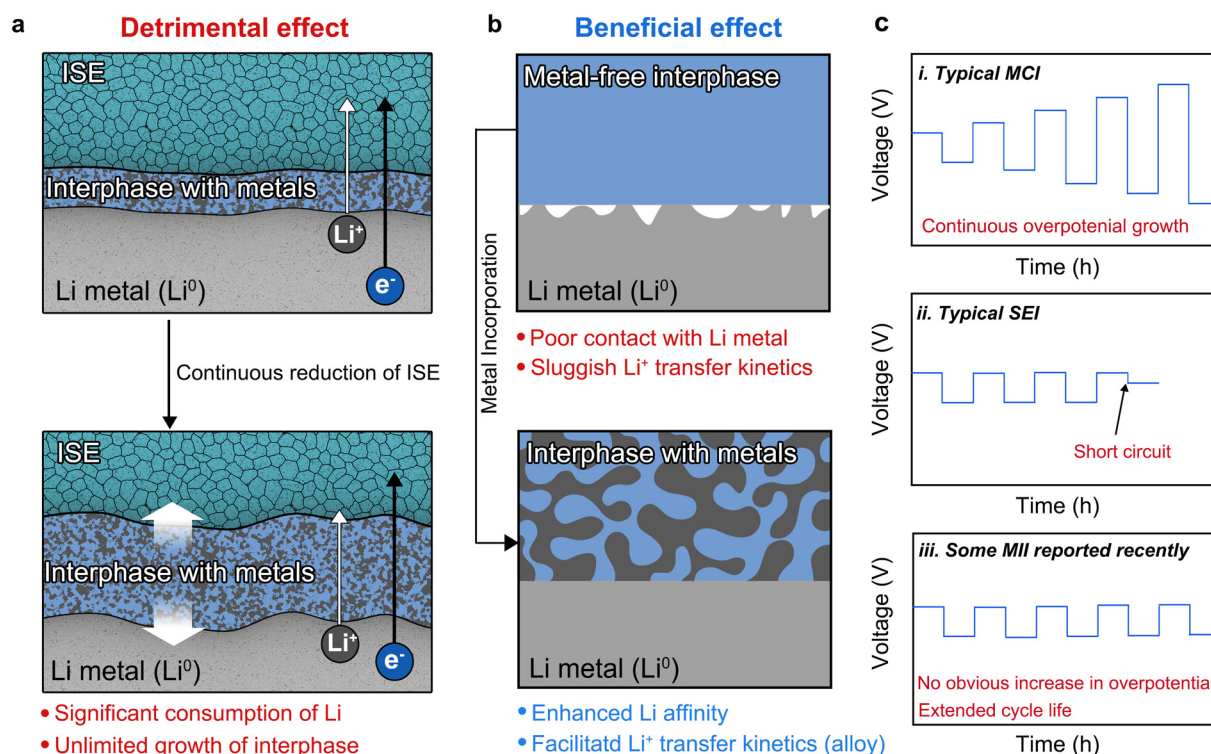 a
Detrimental effect
ISE
Interphase with metals
Li⁺
e⁻
Li metal (Li⁰)
Continuous reduction of ISE
ISE
Interphase with metals
Li⁺
e⁻
Li metal (Li⁰)
• Significant consumption of Li
• Unlimited growth of interphase
b
Beneficial effect
Metal-free interphase
Li metal (Li⁰)
• Poor contact with Li metal
• Sluggish Li⁺ transfer kinetics
Metal Incorporation
Interphase with metals
Li metal (Li⁰)
• Enhanced Li affinity
• Facilitatd Li⁺ transfer kinetics (alloy)
c
i. Typical MCI
Voltage (V)
Continuous overpotenial growth
Time (h)
ii. Typical SEI
Voltage (V)
Short circuit
Time (h)
iii. Some MII reported recently
Voltage (V)
No obvious increase in overpotential
Extended cycle life
Time (h)